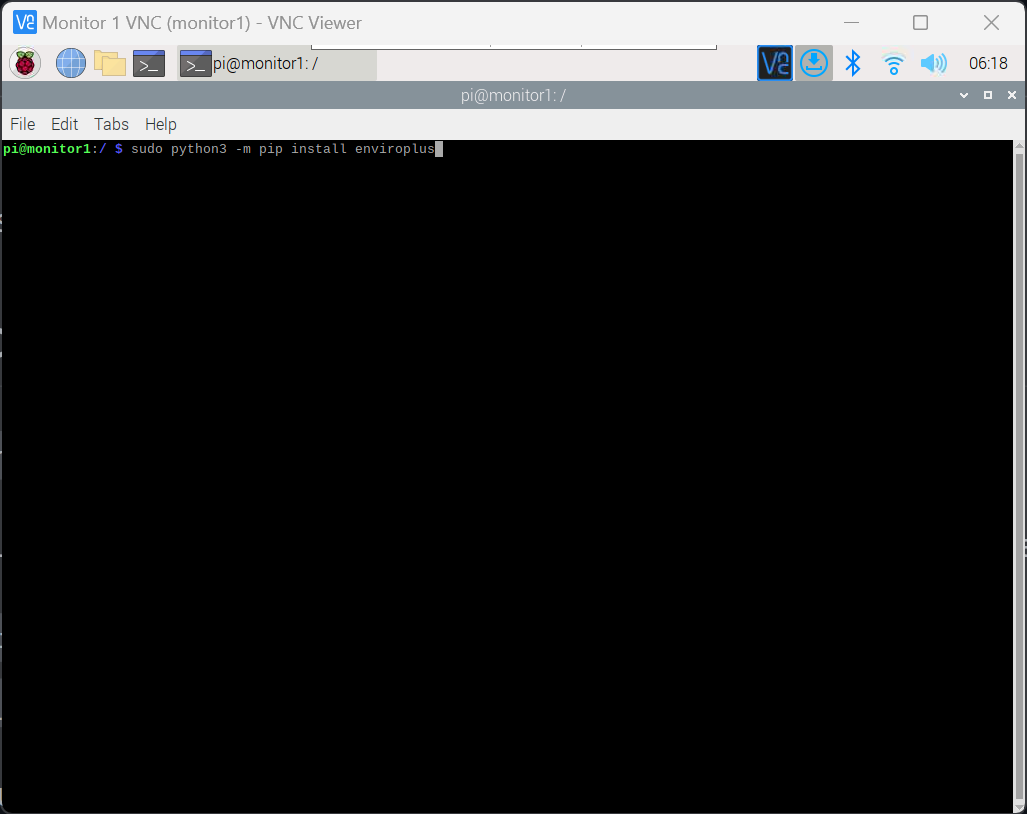 Monitor 1 VNC (monitor1) - VNC Viewer
pi@monitor1: /
06:18
pi@monitor1: /
File Edit Tabs Help
pi@monitor1:/ $ sudo python3 -m pip install enviroplus